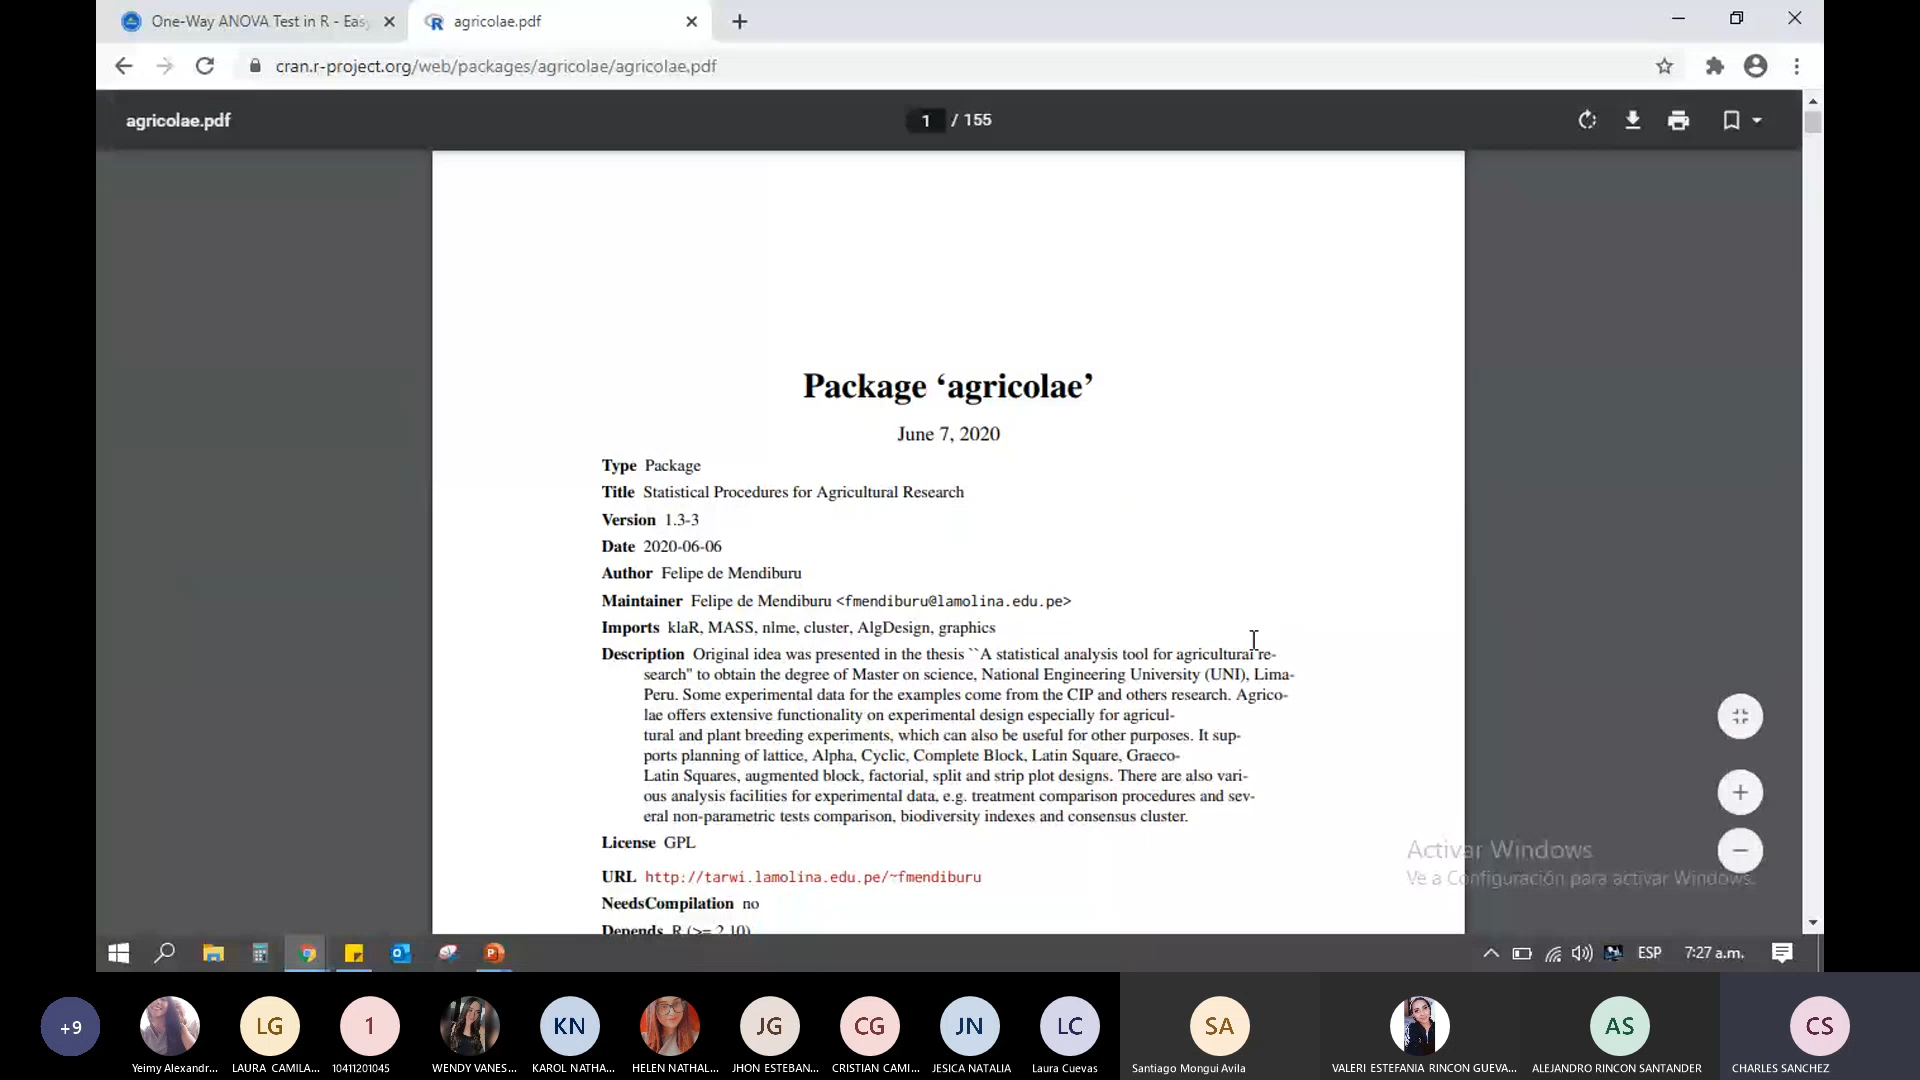 One-Way ANOVA Test in R - Eas
agricolae.pdf
cran.r-project.org/web/packages/agricolae/agricolae.pdf
agricolae.pdf
1 / 155
Package ‘agricolae’
June 7, 2020
Type Package
Title Statistical Procedures for Agricultural Research
Version 1.3-3
Date 2020-06-06
Author Felipe de Mendiburu
Maintainer Felipe de Mendiburu <fmendiburu@lamolina.edu.pe>
Imports klaR, MASS, nlme, cluster, AlgDesign, graphics
Description Original idea was presented in the thesis ``A statistical analysis tool for agricultural re-
search'' to obtain the degree of Master on science, National Engineering University (UNI), Lima-
Peru. Some experimental data for the examples come from the CIP and others research. Agrico-
lae offers extensive functionality on experimental design especially for agricul-
tural and plant breeding experiments, which can also be useful for other purposes. It sup-
ports planning of lattice, Alpha, Cyclic, Complete Block, Latin Square, Graeco-
Latin Squares, augmented block, factorial, split and strip plot designs. There are also vari-
ous analysis facilities for experimental data, e.g. treatment comparison procedures and sev-
eral non-parametric tests comparison, biodiversity indexes and consensus cluster.
License GPL
URL http://tarwi.lamolina.edu.pe/~fmendiburu
NeedsCompilation no
Depends R (>= 2.10)
Activar Windows
Ve a Configuración para activar Windows.
ESP
7:27 a.m.
+9
LG
1
KN
JG
CG
JN
LC
SA
AS
CS
Yeimy Alexandr...
LAURA CAMILA...
10411201045
WENDY VANES...
KAROL NATHA...
HELEN NATHAL...
JHON ESTEBAN...
CRISTIAN CAMI...
JESICA NATALIA
Laura Cuevas
Santiago Mongui Avila
VALERI ESTEFANIA RINCON GUEVA...
ALEJANDRO RINCON SANTANDER
CHARLES SANCHEZ